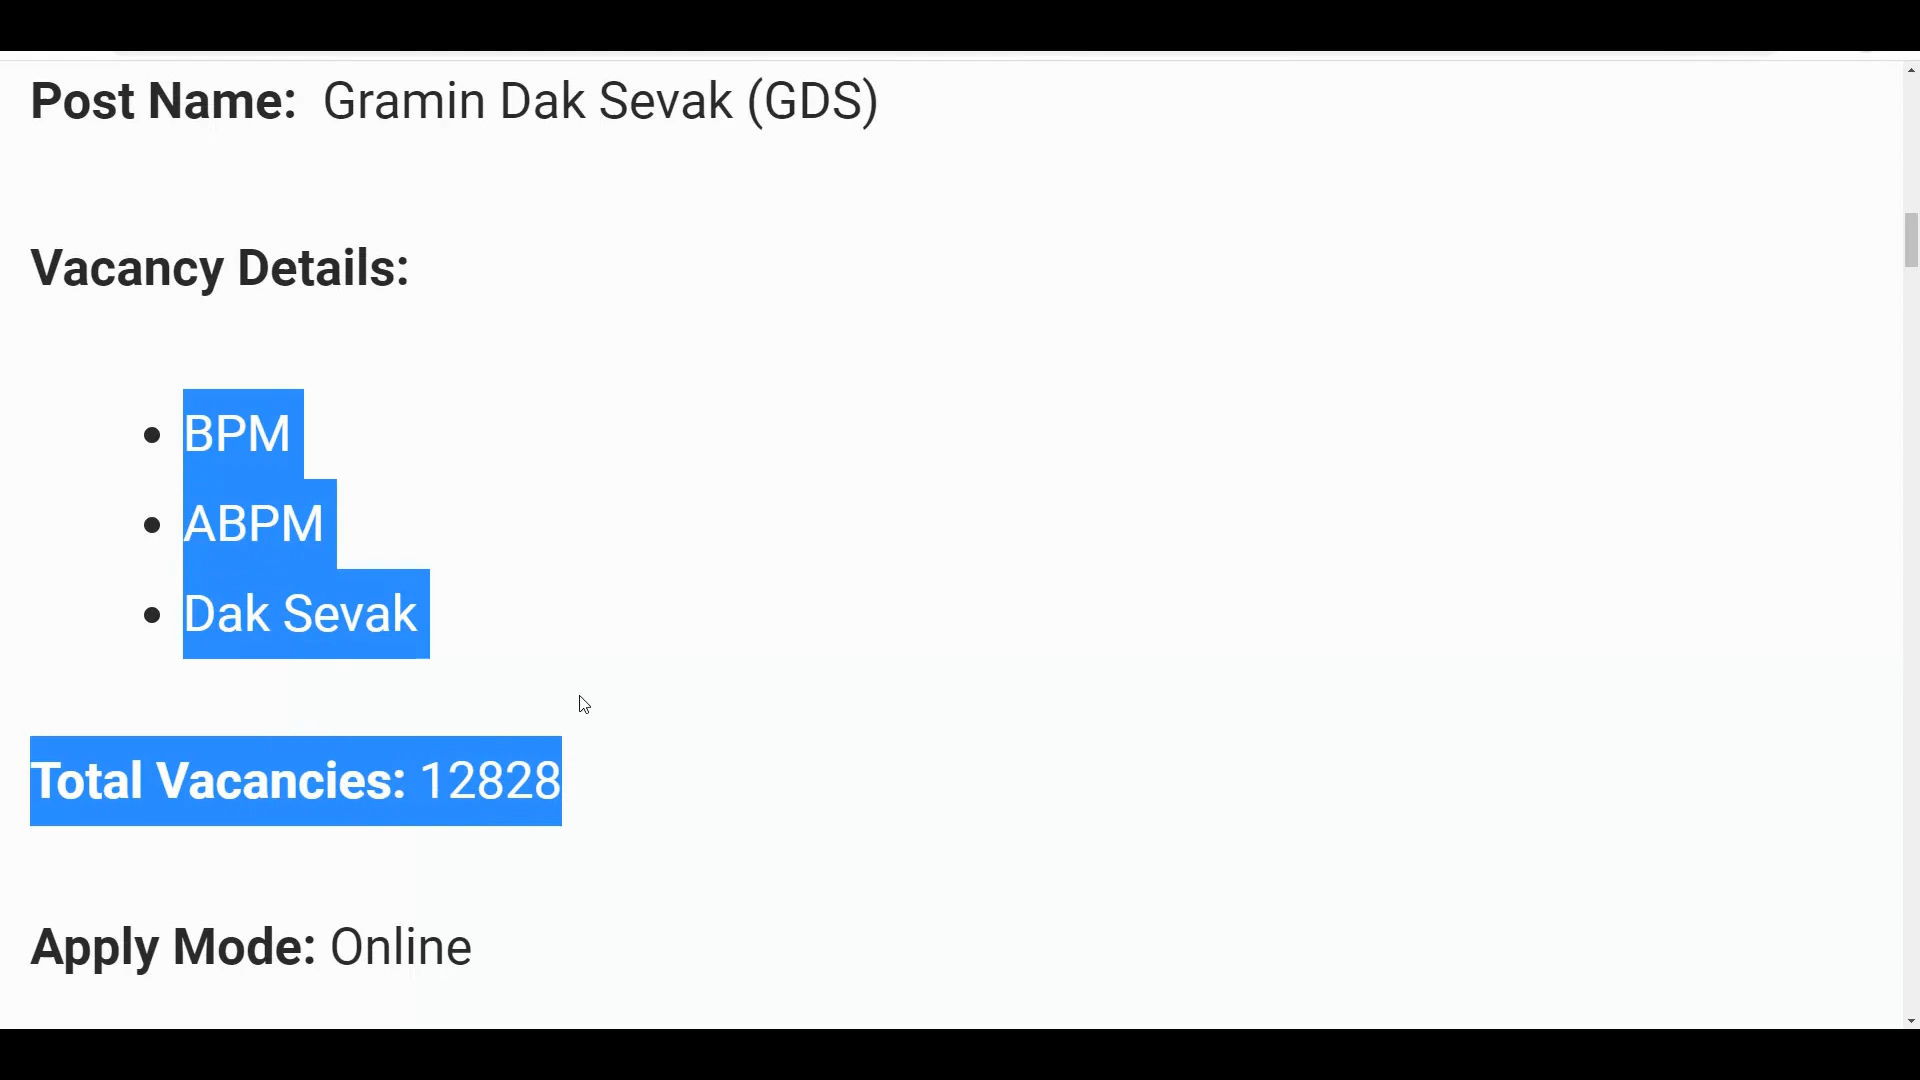 Post Name: Gramin Dak Sevak (GDS)
Vacancy Details:
BPM
ABPM
Dak Sevak
Total Vacancies: 12828
Apply Mode: Online